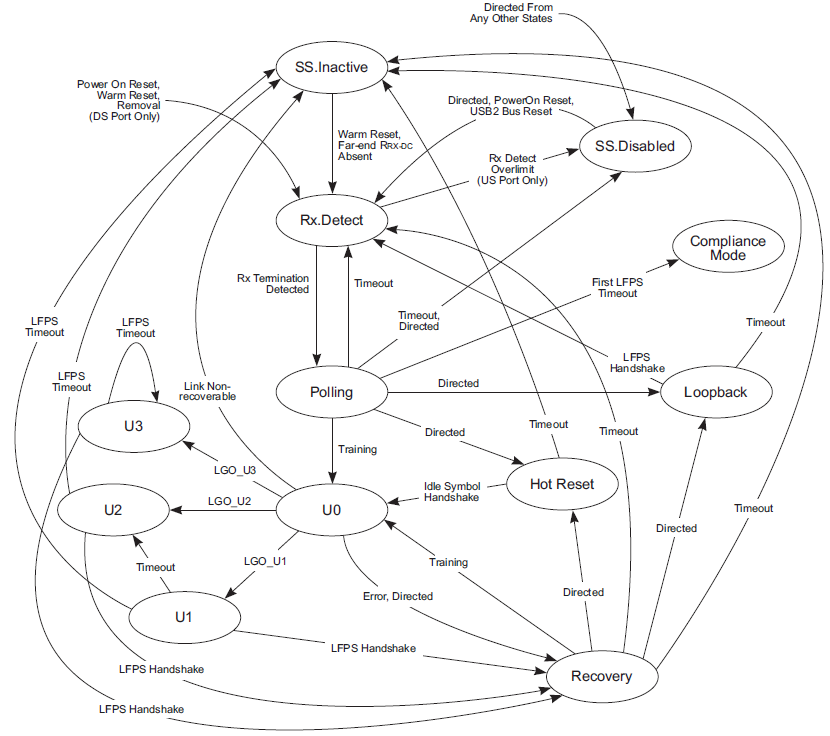 Directed From
Any Other States
SS.Inactive
Power On Reset,
Warm Reset,
Removal
(DS Port Only)
Directed, PowerOn Reset,
USB2 Bus Reset
Warm Reset,
Far-end RRX-DC
Absent
SS.Disabled
Rx Detect
Overlimit
(US Port Only)
Rx.Detect
Compliance
Mode
Rx Termination
Detected
Timeout
First LFPS
Timeout
Timeout,
Directed
LFPS
Timeout
LFPS
Timeout
Timeout
LFPS
Handshake
LFPS
Timeout
Link Non-
recoverable
Polling
Directed
Loopback
U3
Training
Directed
Timeout
Timeout
LGO_U3
Idle Symbol
Handshake
Hot Reset
U2
LGO_U2
U0
Timeout
Directed
Timeout
LGO_U1
Training
Error, Directed
Directed
U1
LFPS Handshake
LFPS Handshake
Recovery
LFPS Handshake